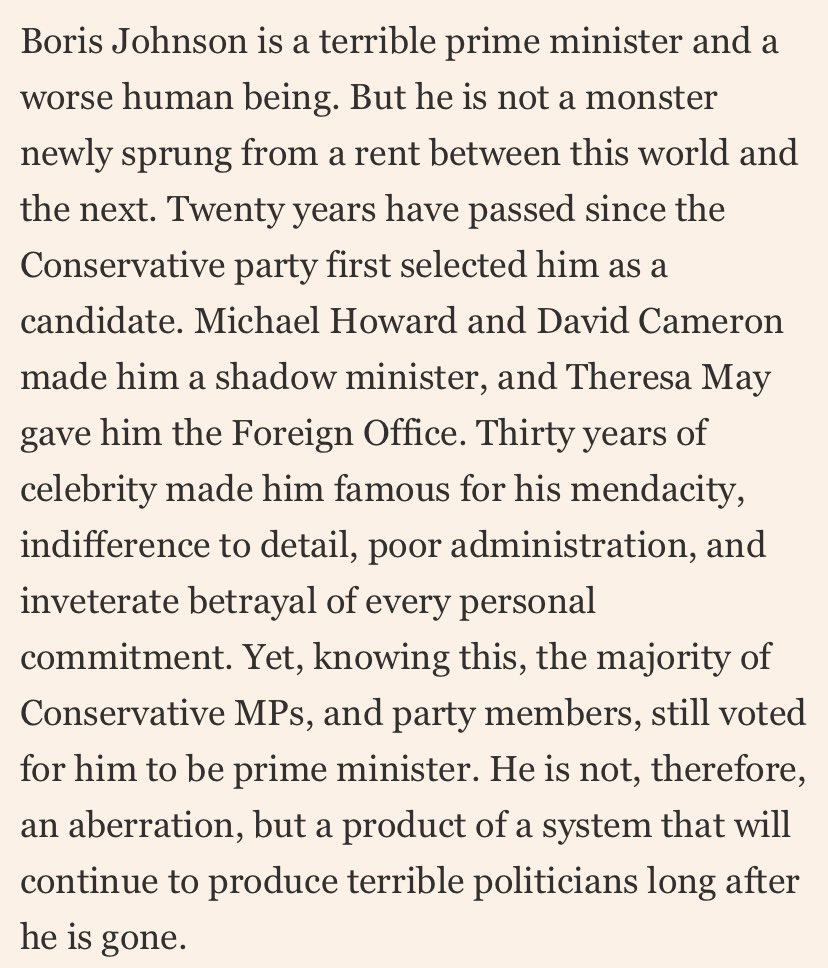 Boris Johnson is a terrible prime minister and a
worse human being. But he is not a monster
newly sprung from a rent between this world and
the next. Twenty years have passed since the
Conservative party first selected him as a
candidate. Michael Howard and David Cameron
made him a shadow minister, and Theresa May
gave him the Foreign Office. Thirty years of
celebrity made him famous for his mendacity,
indifference to detail, poor administration, and
inveterate betrayal of every personal
commitment. Yet, knowing this, the majority of
Conservative MPs, and party members, still voted
for him to be prime minister. He is not, therefore,
an aberration, but a product of a system that will
continue to produce terrible politicians long after
he is gone.